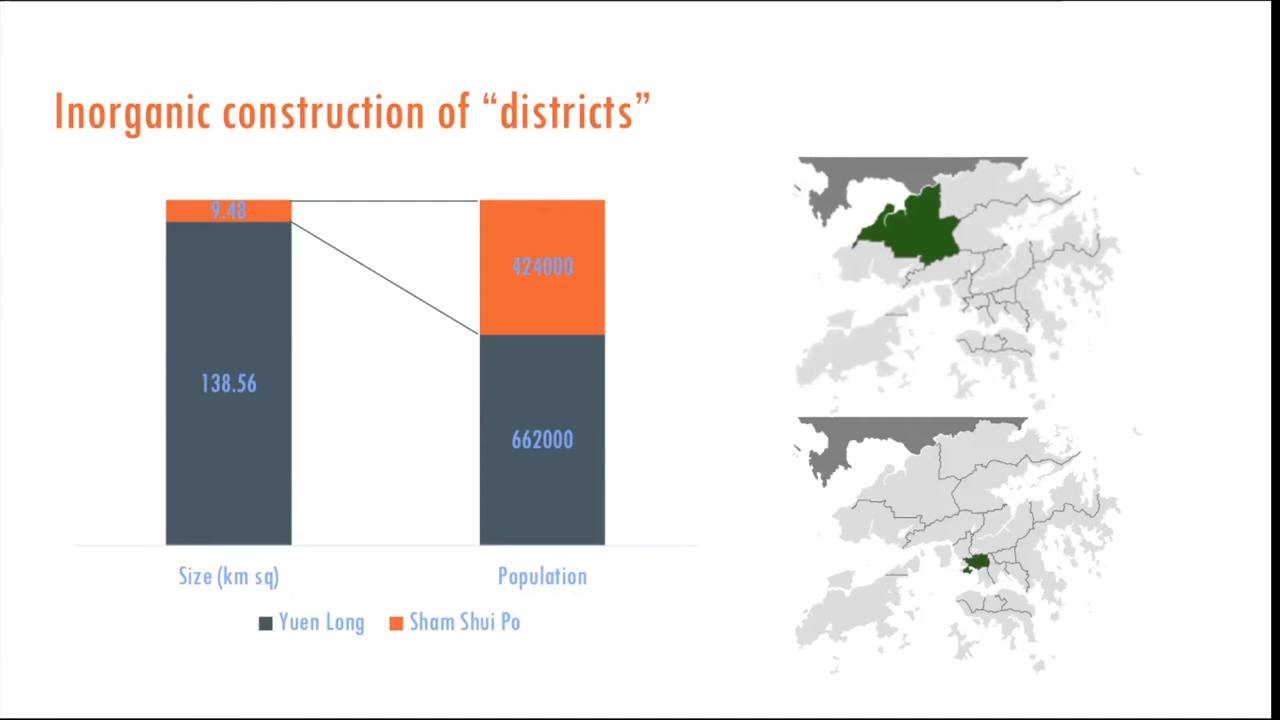 Inorganic construction of “districts”
9.48
138.56
424000
662000
Size (km sq)
Population
Yuen Long
Sham Shui Po